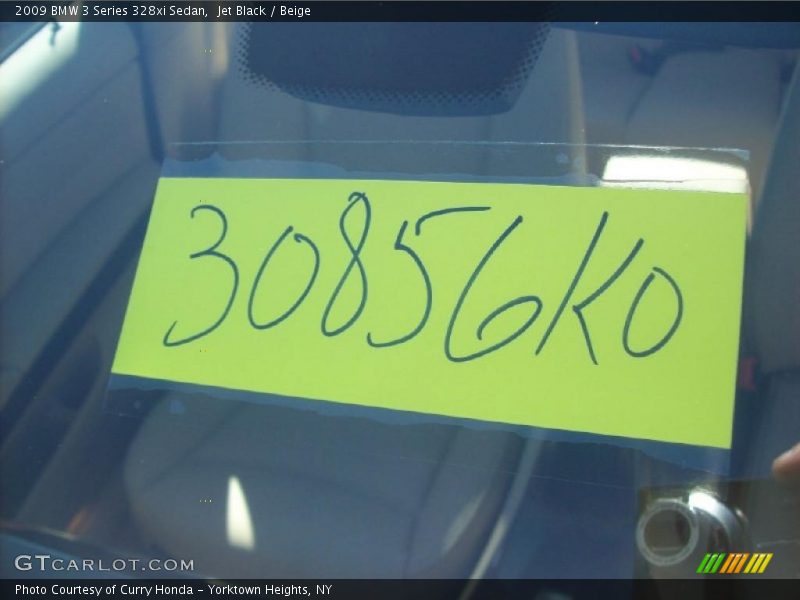 2009 BMW 3 Series 328xi Sedan,  Jet Black / Beige
30856KO
GTCARLOT.COM
Photo Courtesy of Curry Honda - Yorktown Heights, NY